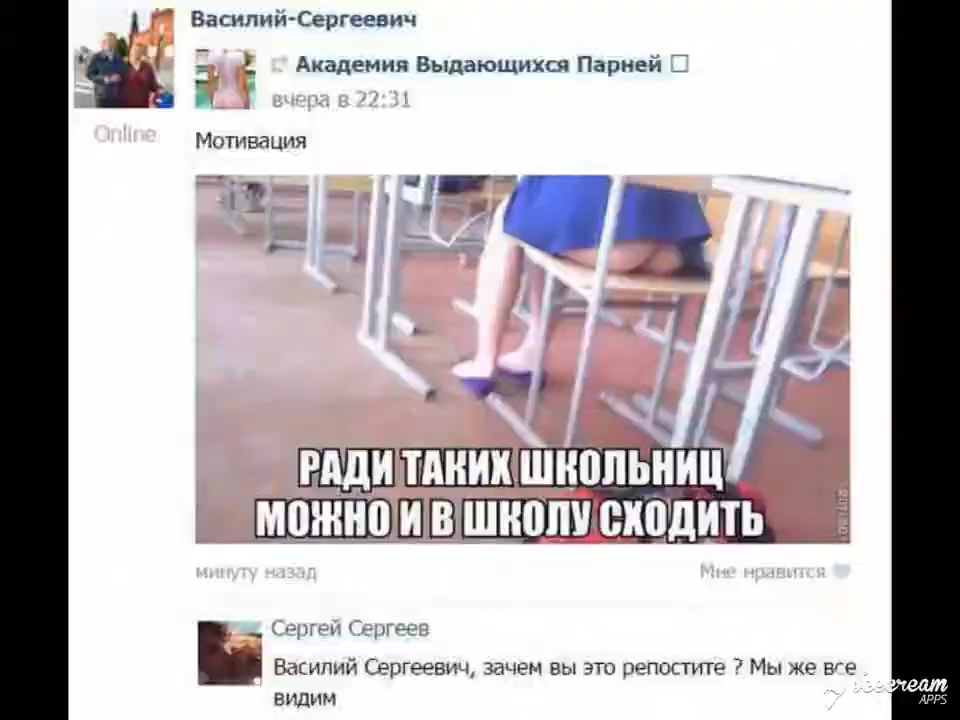 Василий-Сергеевич
Академия Выдающихся Парней
вчера в 22:31
Online
Мотивация
РАДИ ТАКИХ ШКОЛЬНИЦ
МОЖНО И В ШКОЛУ СХОДИТЬ
минуту назад
Мне нравится
Сергей Сергеев
Василий Сергеевич, зачем вы это репостите ? Мы же все
видим
APPS